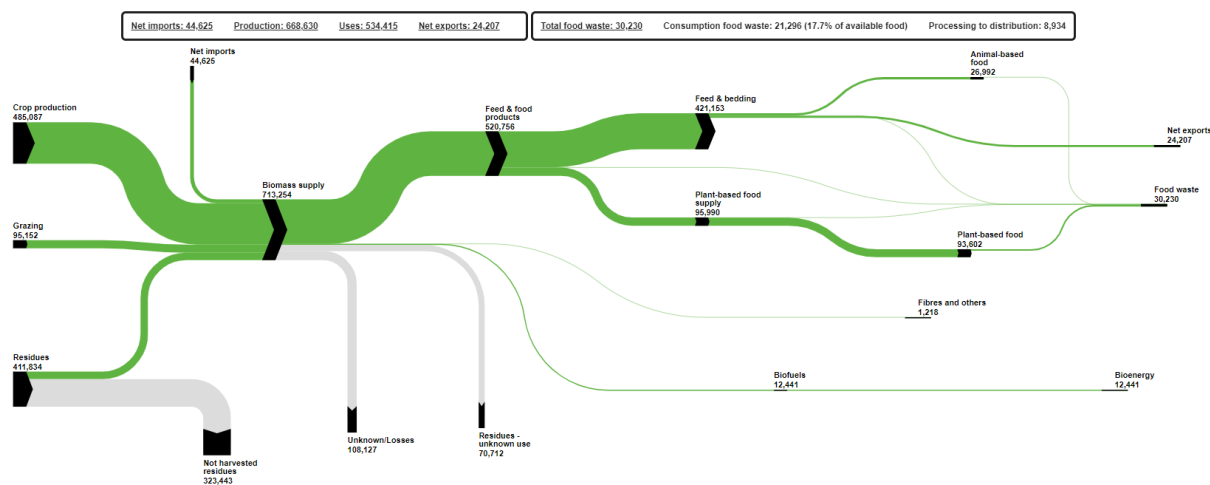 Net imports: 44,625 Production: 668,630 Uses: 534,415 Net exports: 24,207
Total food waste: 30,230 Consumption food waste: 21,296 (17.7% of available food) Processing to distribution: 8,934
Net imports
44,625
Animal-based
food
26,992
Crop production
485,087
Feed & food
products
520,756
Feed & bedding
421,153
Net exports
24,207
Biomass supply
713,254
Food waste
30,230
Plant-based food
supply
95,990
Grazing
95,152
Plant-based food
93,602
Fibres and others
1,218
Residues
411,834
Biofuels
12,441
Bioenergy
12,441
Unknown/Losses
108,127
Residues -
unknown use
70,712
Not harvested
residues
323,443